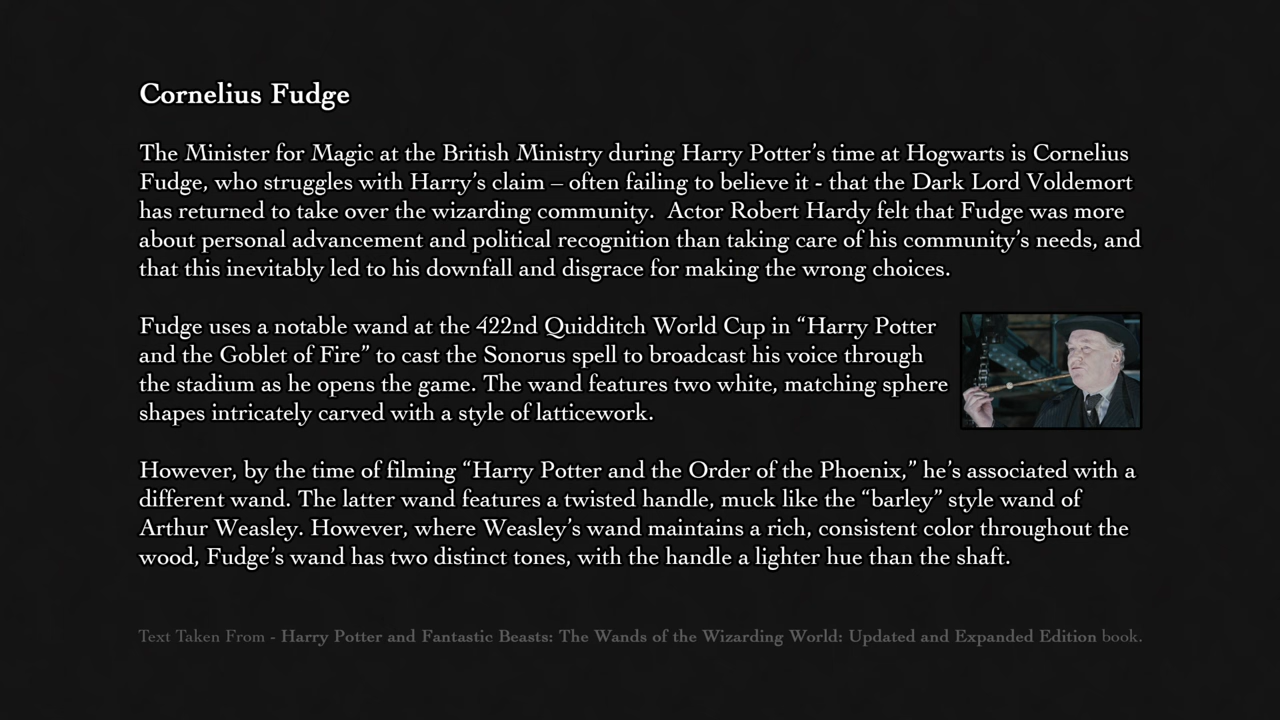 Cornelius Fudge
The Minister for Magic at the British Ministry during Harry Potter’s time at Hogwarts is Cornelius
Fudge, who struggles with Harry’s claim – often failing to believe it - that the Dark Lord Voldemort
has returned to take over the wizarding community.  Actor Robert Hardy felt that Fudge was more
about personal advancement and political recognition than taking care of his community’s needs, and
that this inevitably led to his downfall and disgrace for making the wrong choices.
Fudge uses a notable wand at the 422nd Quidditch World Cup in “Harry Potter
and the Goblet of Fire” to cast the Sonorus spell to broadcast his voice through
the stadium as he opens the game. The wand features two white, matching sphere
shapes intricately carved with a style of latticework.
However, by the time of filming “Harry Potter and the Order of the Phoenix,” he’s associated with a
different wand. The latter wand features a twisted handle, muck like the “barley” style wand of
Arthur Weasley. However, where Weasley’s wand maintains a rich, consistent color throughout the
wood, Fudge’s wand has two distinct tones, with the handle a lighter hue than the shaft.
Text Taken From - Harry Potter and Fantastic Beasts: The Wands of the Wizarding World: Updated and Expanded Edition book.